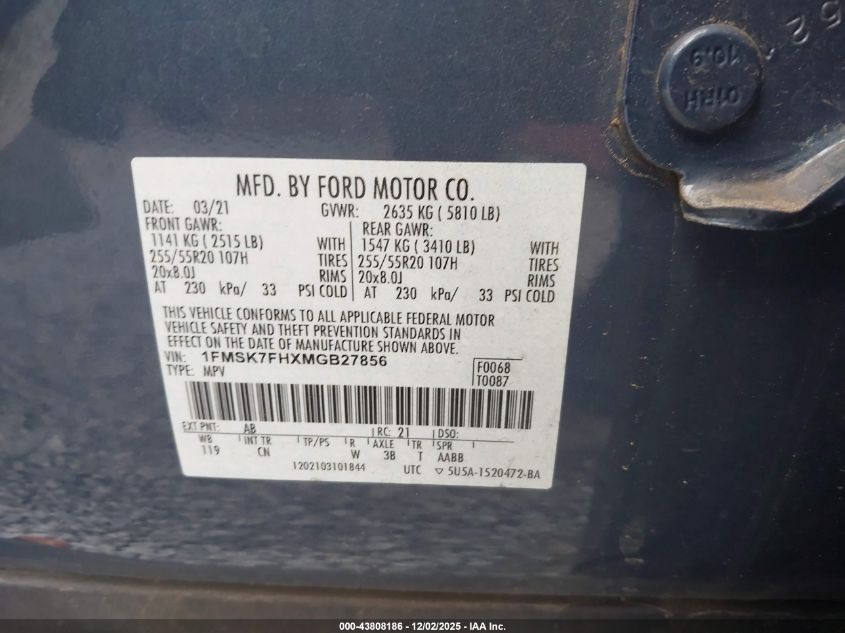 52
10.9
01RH
MFD. BY FORD MOTOR CO.
DATE: 03/21 GVWR: 2635 KG ( 5810 LB)
FRONT GAWR: REAR GAWR:
1141 KG ( 2515 LB) WITH 1547 KG ( 3410 LB) WITH
255/55R20 107H TIRES 255/55R20 107H TIRES
20x8.0J RIMS 20x8.0J RIMS
AT 230 kPa/ 33 PSI COLD AT 230 kPa/ 33 PSI COLD
THIS VEHICLE CONFORMS TO ALL APPLICABLE FEDERAL MOTOR
VEHICLE SAFETY AND THEFT PREVENTION STANDARDS IN
EFFECT ON THE DATE OF MANUFACTURE SHOWN ABOVE.
VIN: 1FMSK7FHXMGB27856 F0068
TYPE: MPV T0087
EXT PNT: AB RC: 21 DSO:
WB INT TR TP/PS R AXLE TR SPR
119 CN W 3B T AABB
1202103101844 UTC ▽ 5U5A-1520472-BA
000-43808186 - 12/02/2025 - IAA Inc.